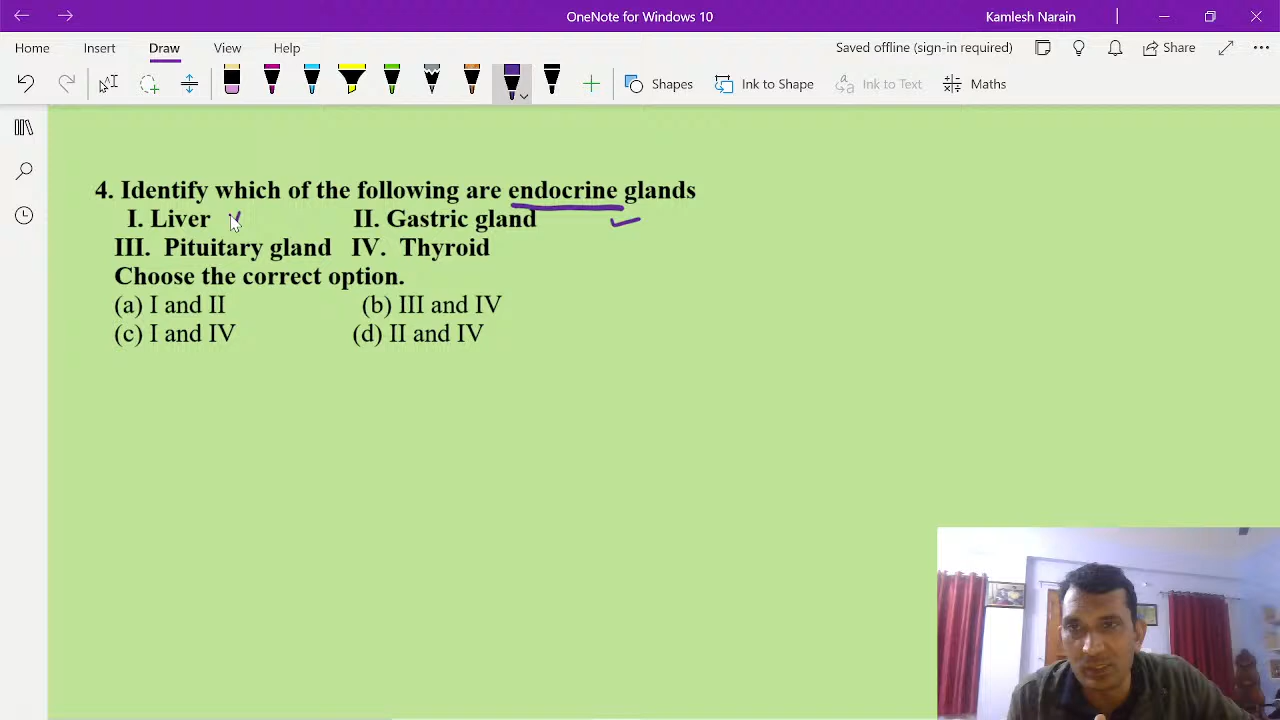 OneNote for Windows 10
Kamlesh Narain
Home Insert Draw View Help
Saved offline (sign-in required)
Share
Shapes
Ink to Shape
Ink to Text
Maths
4. Identify which of the following are endocrine glands
I. Liver II. Gastric gland
III. Pituitary gland IV. Thyroid
Choose the correct option.
(a) I and II (b) III and IV
(c) I and IV (d) II and IV